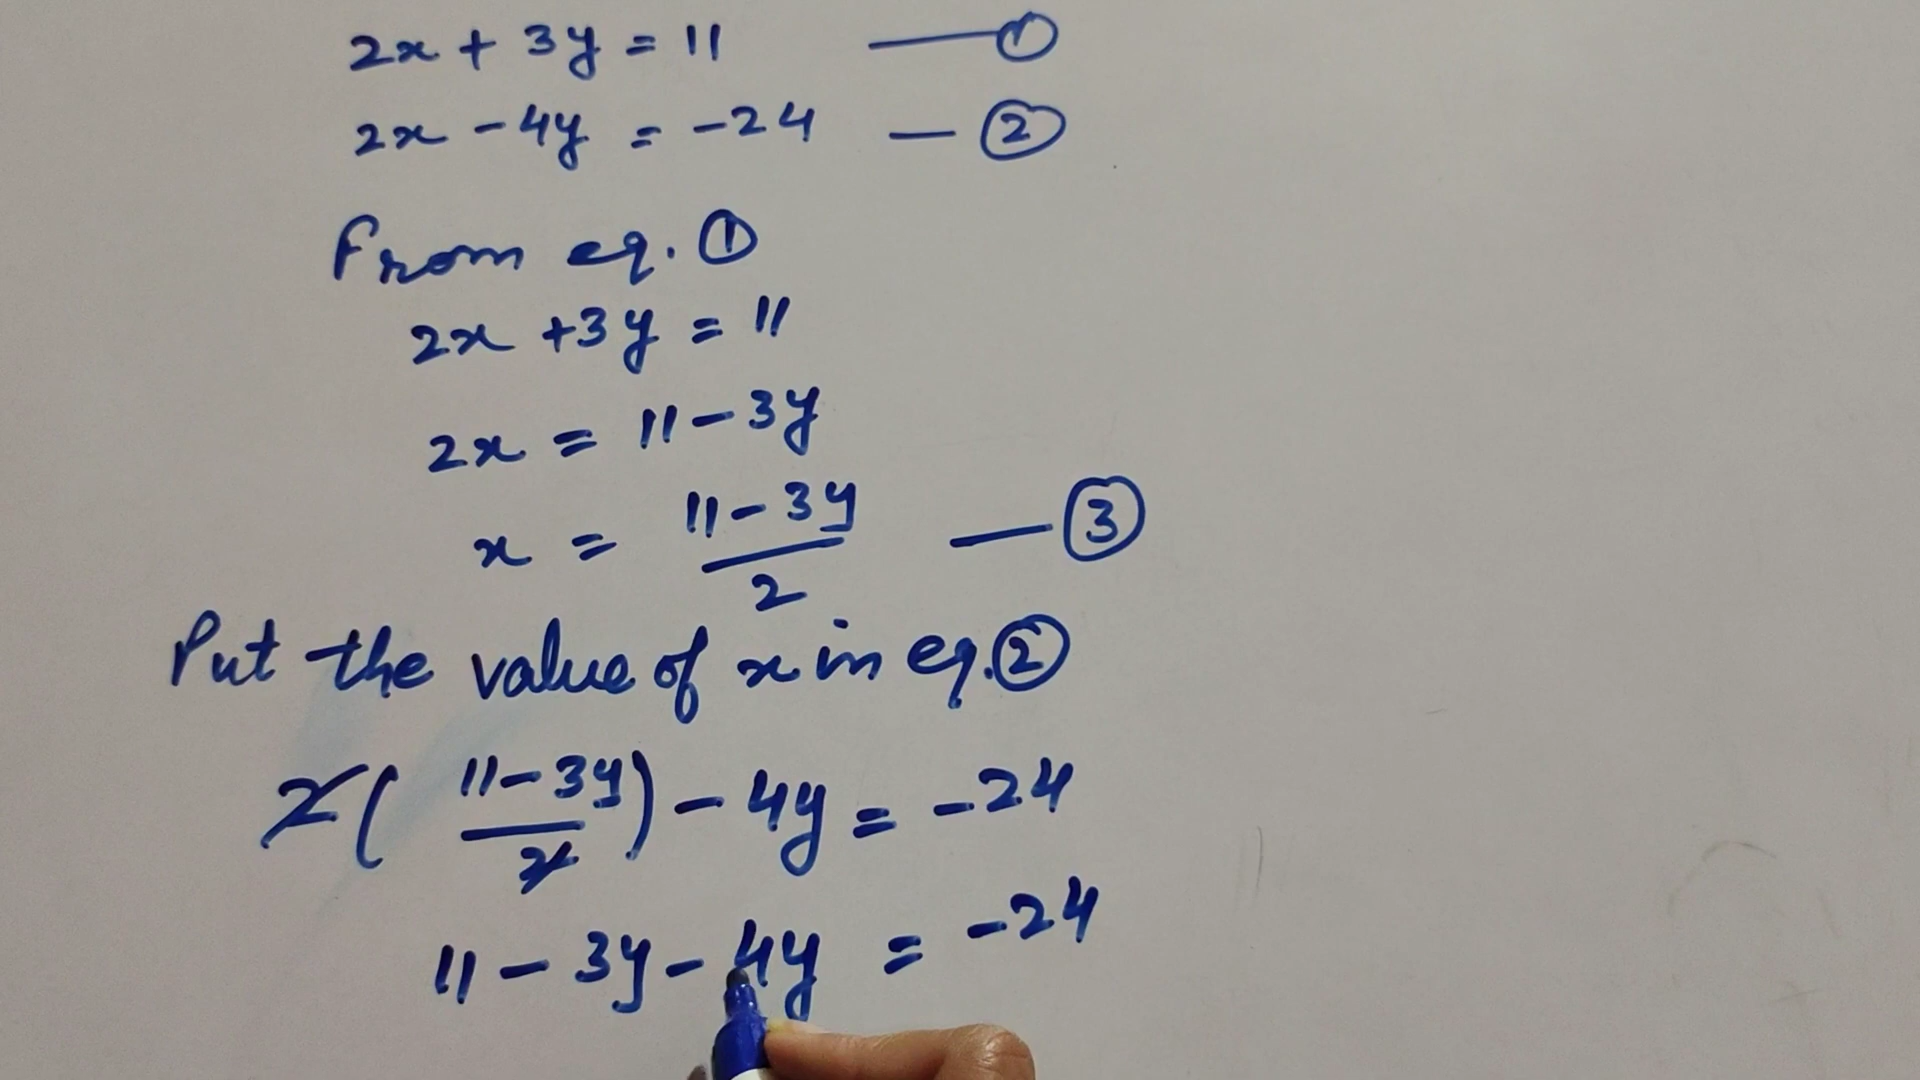 2x + 3y = 11 —①
2x - 4y = -24 —②
From eq. ①
2x + 3y = 11
2x = 11 - 3y
x = (11 - 3y)/2 —③
Put the value of x in eq. ②
2((11 - 3y)/2) - 4y = -24
11 - 3y - 4y = -24